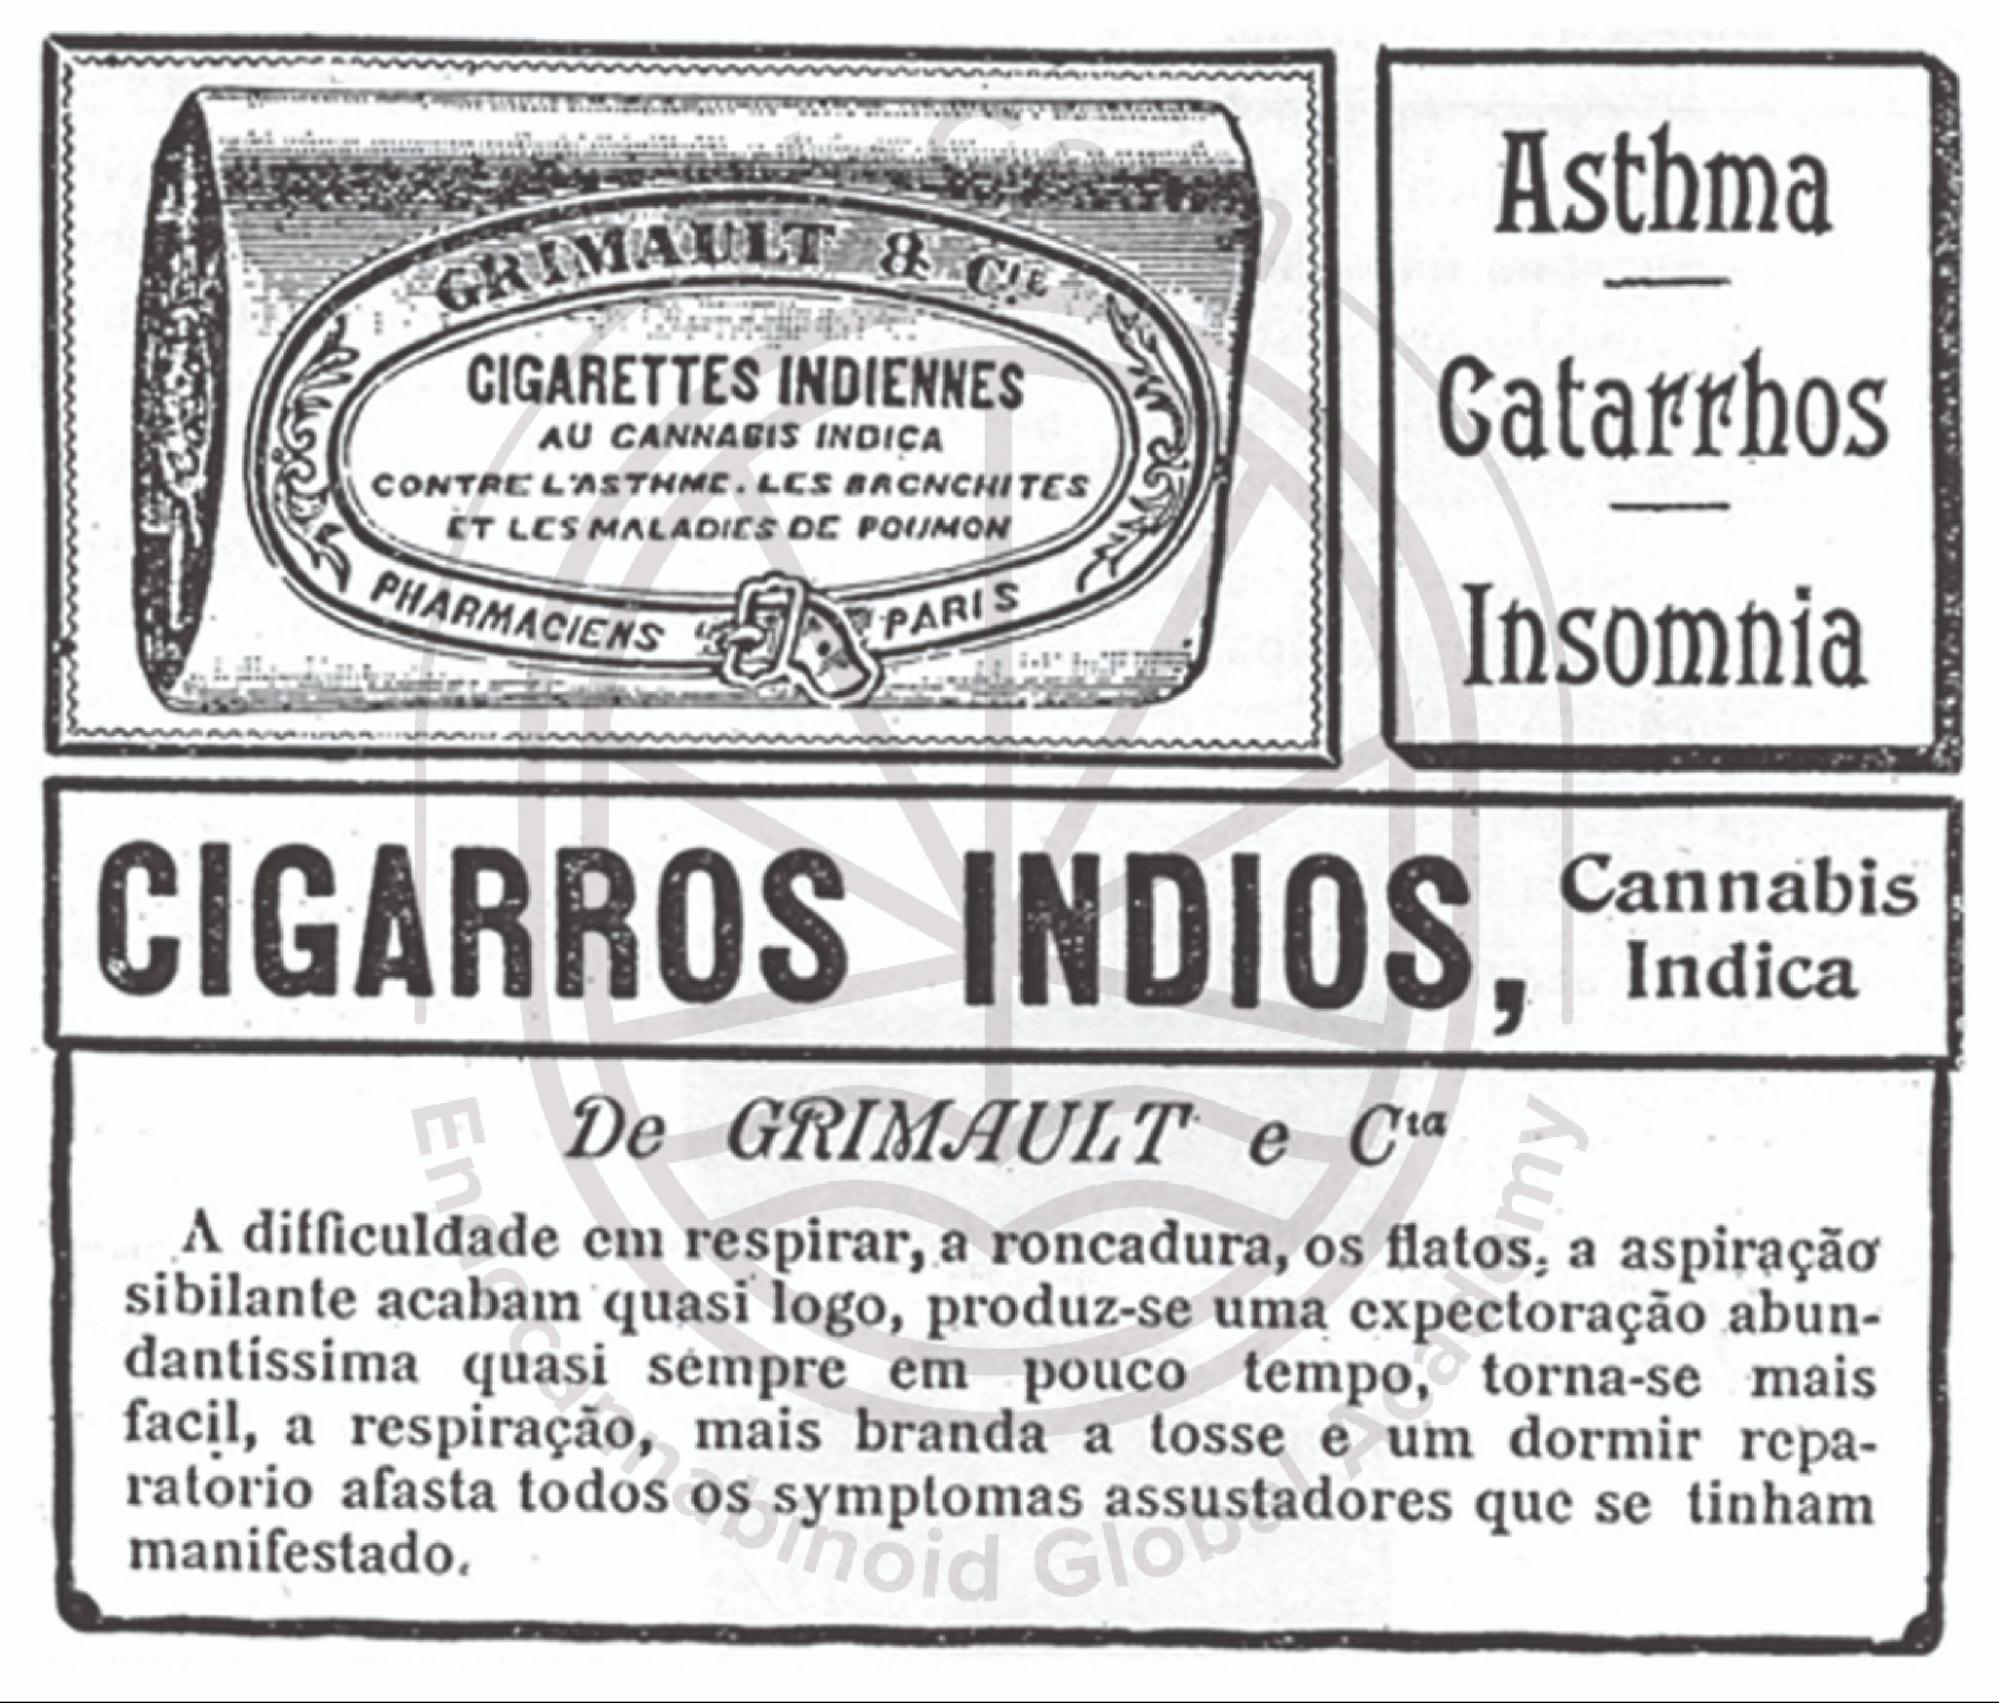 GRIMAULT & CIE
CIGARETTES INDIENNES
AU CANNABIS INDICA
CONTRE L'ASTHME. LES BRONCHITES
ET LES MALADIES DE POUMON
PHARMACIENS PARIS
Asthma
Catarrhos
Insomnia
CIGARROS INDIOS,
Cannabis
Indica
De GRIMAULT e Cia
A difficuldade em respirar, a roncadura, os flatos, a aspiração
sibilante acabam quasi logo, produz-se uma expectoração abun-
dantissima quasi sempre em pouco tempo, torna-se mais
facil, a respiração, mais branda a tosse e um dormir repa-
ratorio afasta todos os symptomas assustadores que se tinham
manifestado.
Endocannabinoid Global Academy